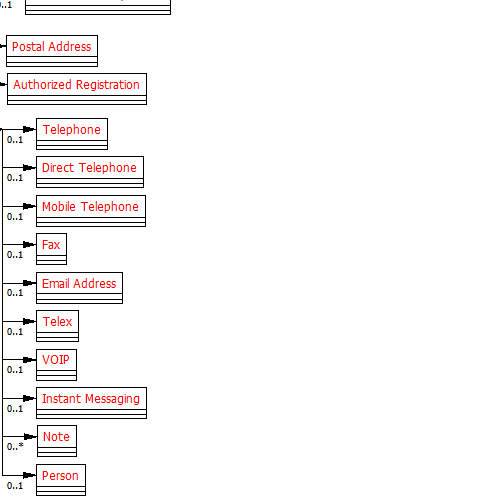 0..1
Postal Address
Authorized Registration
Telephone
0..1
Direct Telephone
0..1
Mobile Telephone
0..1
Fax
0..1
Email Address
0..1
Telex
0..1
VOIP
0..1
Instant Messaging
0..1
Note
0..*
Person
0..1